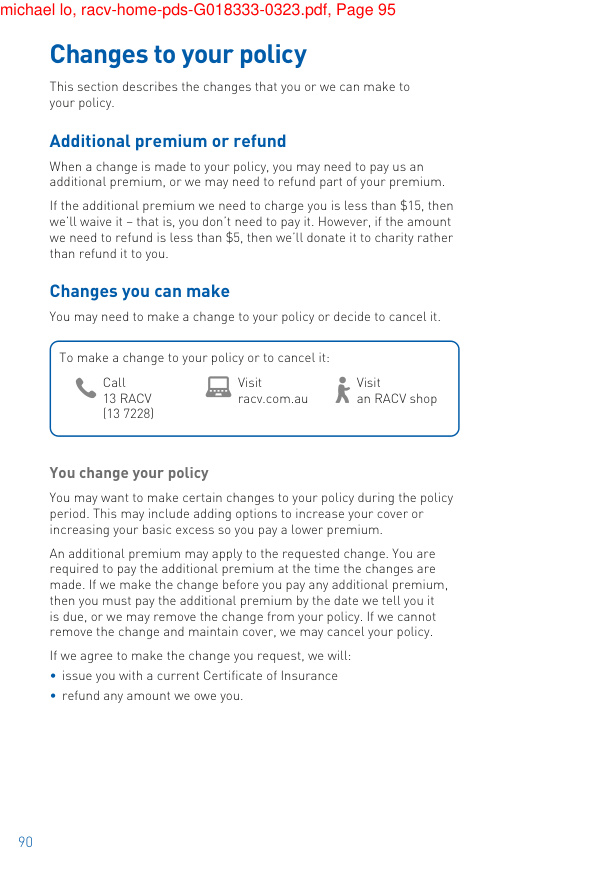 michael lo, racv-home-pds-G018333-0323.pdf, Page 95
Changes to your policy
This section describes the changes that you or we can make to
your policy.
Additional premium or refund
When a change is made to your policy, you may need to pay us an
additional premium, or we may need to refund part of your premium.
If the additional premium we need to charge you is less than $15, then
we'll waive it – that is, you don't need to pay it. However, if the amount
we need to refund is less than $5, then we'll donate it to charity rather
than refund it to you.
Changes you can make
You may need to make a change to your policy or decide to cancel it.
To make a change to your policy or to cancel it:
Call
13 RACV
(13 7228)
Visit
racv.com.au
Visit
an RACV shop
You change your policy
You may want to make certain changes to your policy during the policy
period. This may include adding options to increase your cover or
increasing your basic excess so you pay a lower premium.
An additional premium may apply to the requested change. You are
required to pay the additional premium at the time the changes are
made. If we make the change before you pay any additional premium,
then you must pay the additional premium by the date we tell you it
is due, or we may remove the change from your policy. If we cannot
remove the change and maintain cover, we may cancel your policy.
If we agree to make the change you request, we will:
• issue you with a current Certificate of Insurance
• refund any amount we owe you.
90